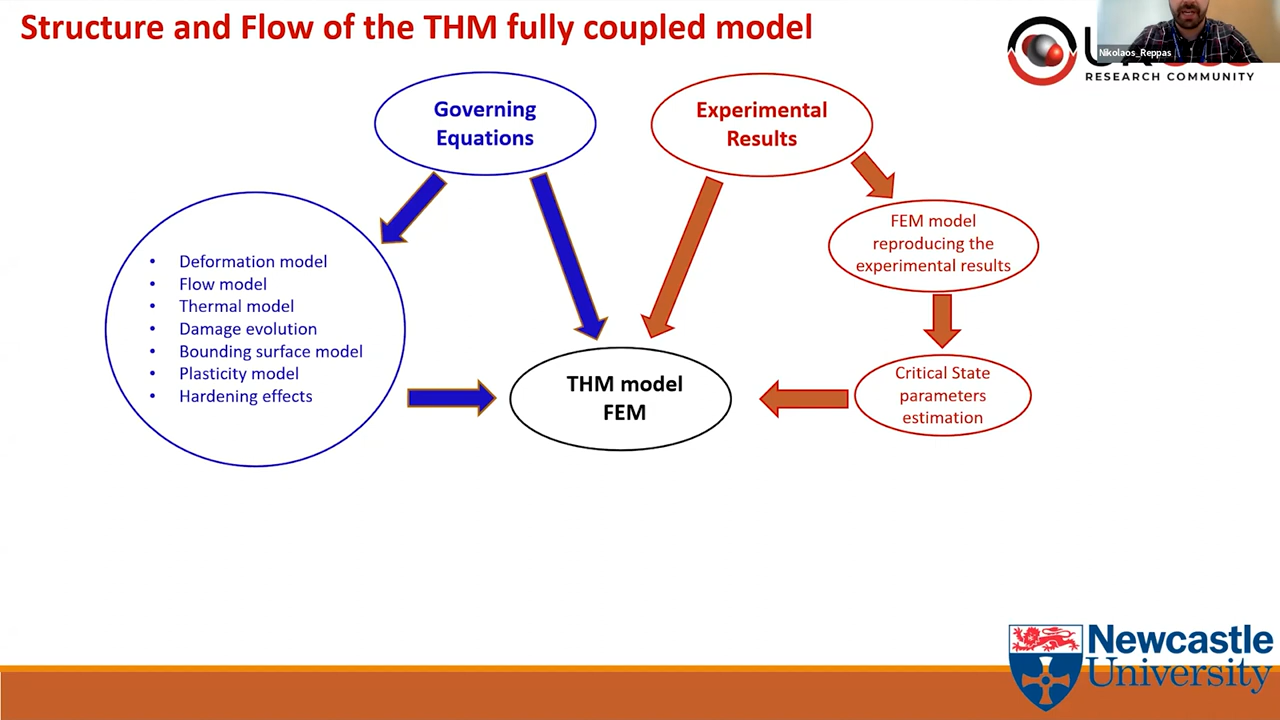 Structure and Flow of the THM fully coupled model
Nikolaos_Reppas
RESEARCH COMMUNITY
Governing
Equations
Experimental
Results
FEM model
reproducing the
experimental results
• Deformation model
• Flow model
• Thermal model
• Damage evolution
• Bounding surface model
• Plasticity model
• Hardening effects
THM model
FEM
Critical State
parameters
estimation
Newcastle
University